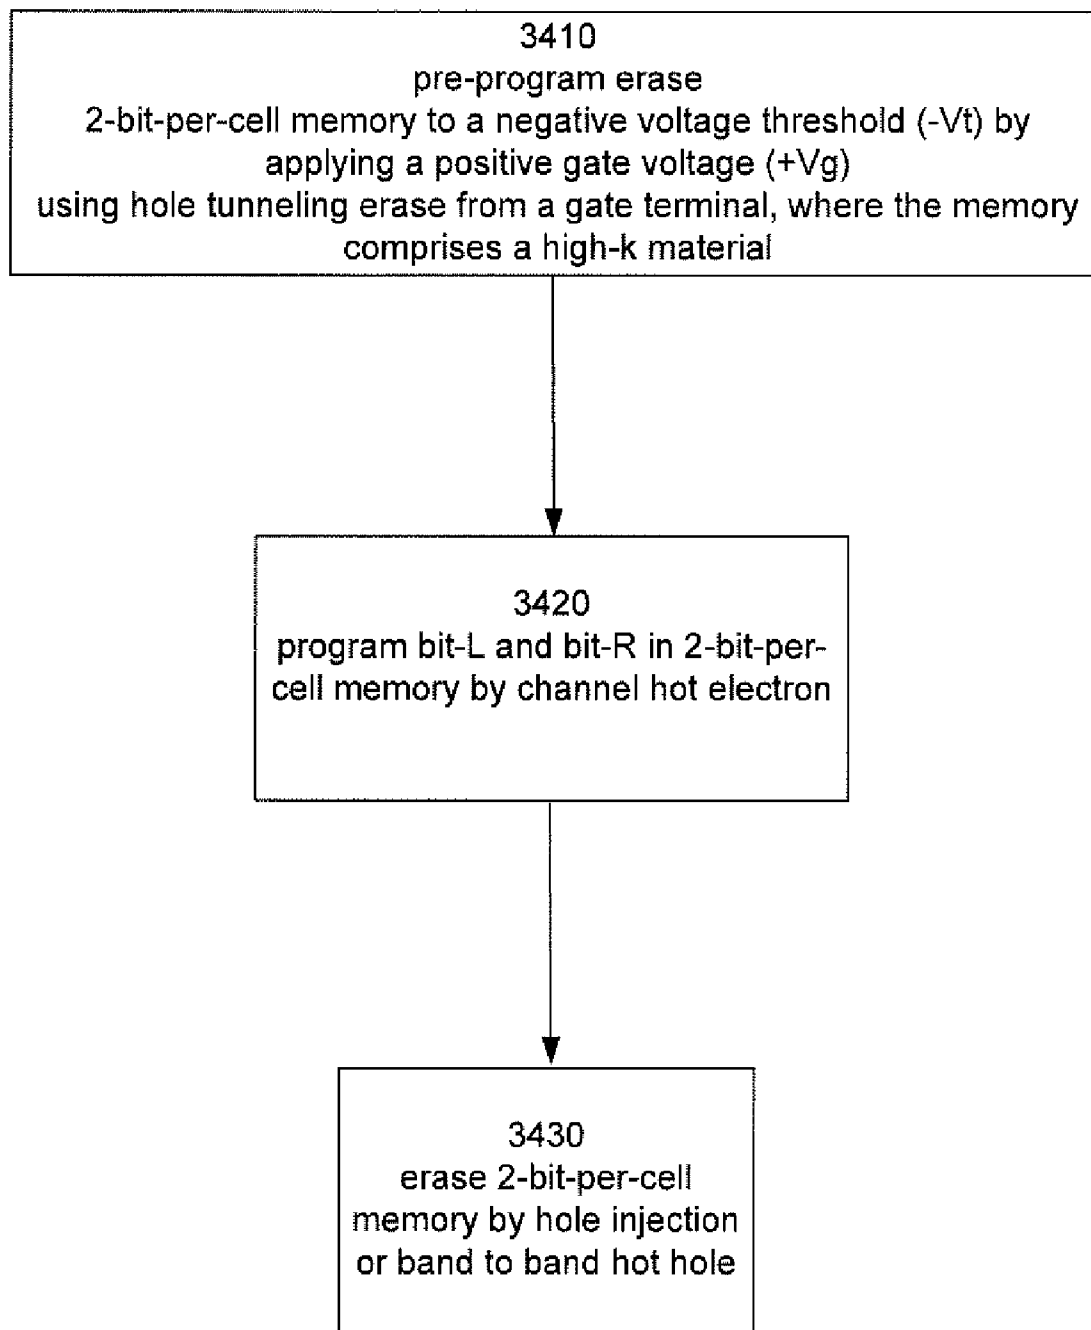 3410
pre-program erase
2-bit-per-cell memory to a negative voltage threshold (-Vt) by
applying a positive gate voltage (+Vg)
using hole tunneling erase from a gate terminal, where the memory
comprises a high-k material
3420
program bit-L and bit-R in 2-bit-per-
cell memory by channel hot electron
3430
erase 2-bit-per-cell
memory by hole injection
or band to band hot hole